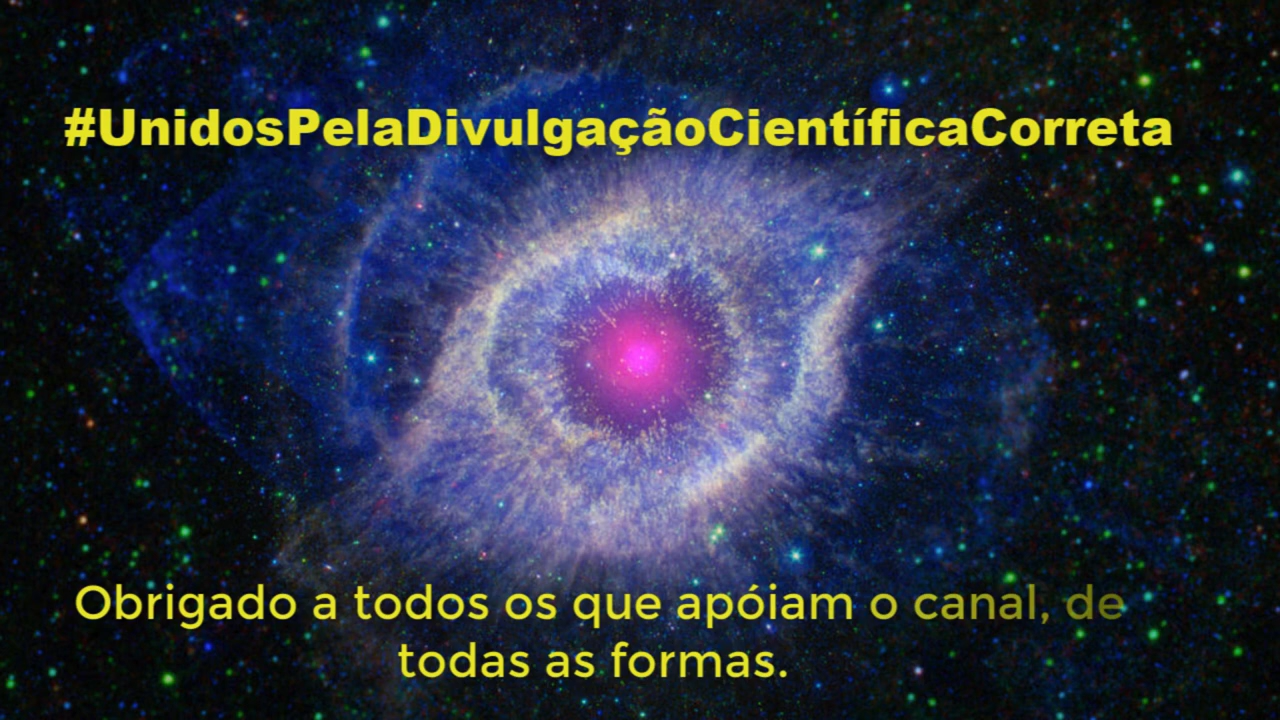 #UnidosPelaDivulgaçãoCientíficaCorreta
Obrigado a todos os que apóiam o canal, de
todas as formas.